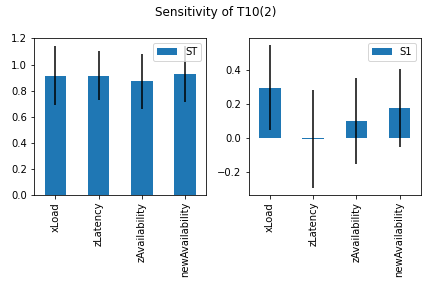 Sensitivity of T10(2)
1.2
1.0
0.8
0.6
0.4
0.2
0.0
ST
xLoad
zLatency
zAvailability
newAvailability
0.4
0.2
0.0
−0.2
S1
xLoad
zLatency
zAvailability
newAvailability